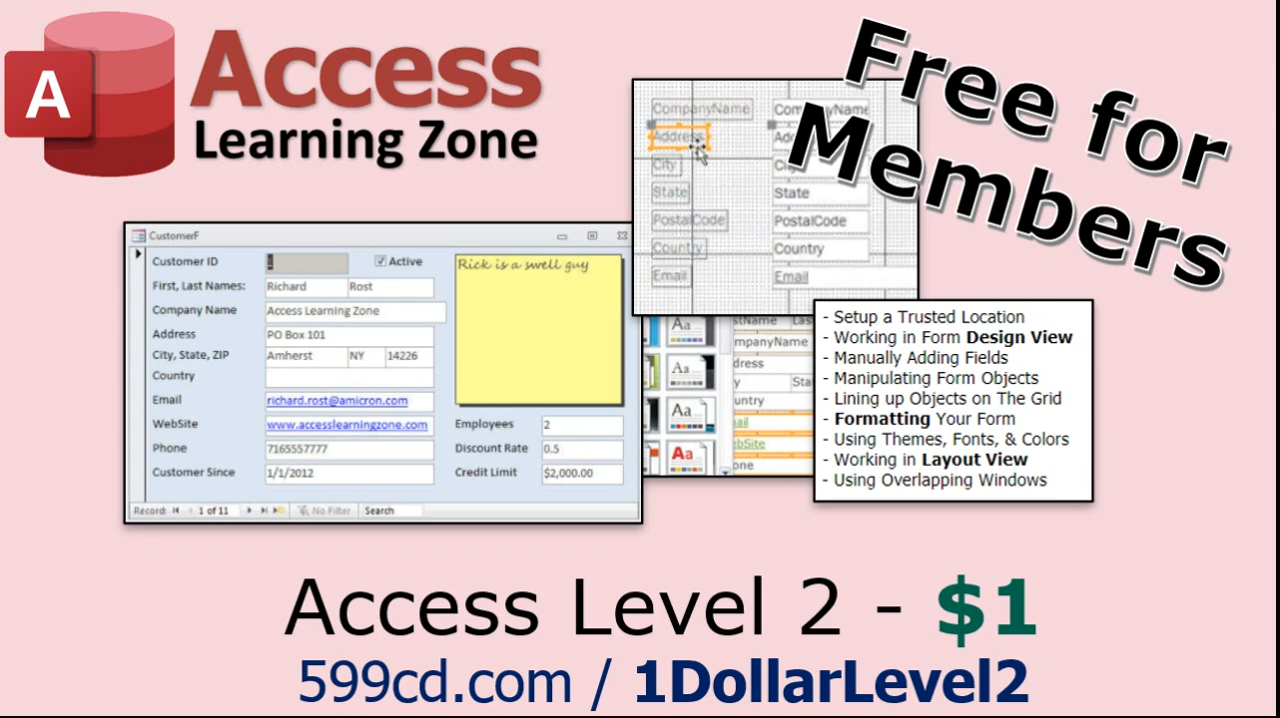 A
Access
Learning Zone
Free for
Members
CompanyName
Address
City
State
PostalCode
Country
Email
CompanyName
State
PostalCode
Country
Email
CustomerF
Customer ID
Active
First, Last Names: Richard Rost
Company Name Access Learning Zone
Address PO Box 101
City, State, ZIP Amherst NY 14226
Country
Email richard.rost@amicron.com
WebSite www.accesslearningzone.com
Phone 7165557777
Customer Since 1/1/2012
Rick is a swell guy
Employees 2
Discount Rate 0.5
Credit Limit $2,000.00
Record: 1 of 11 No Filter Search
Aa
Aa
Aa
Aa
- Setup a Trusted Location
- Working in Form Design View
- Manually Adding Fields
- Manipulating Form Objects
- Lining up Objects on The Grid
- Formatting Your Form
- Using Themes, Fonts, & Colors
- Working in Layout View
- Using Overlapping Windows
Access Level 2 - $1
599cd.com / 1DollarLevel2